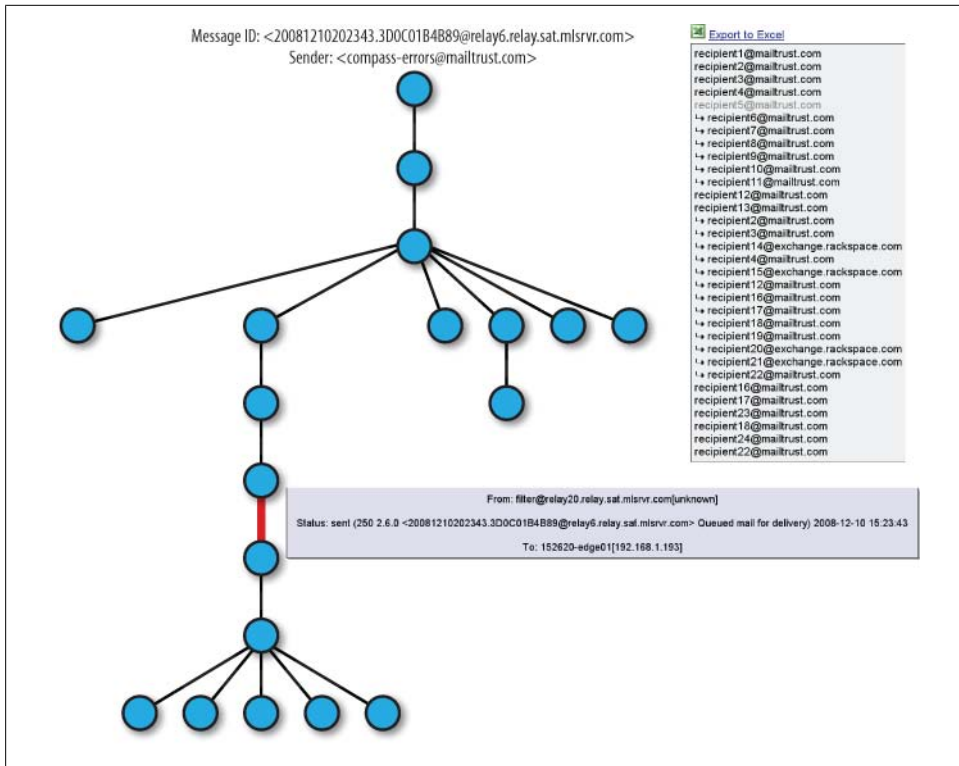 Message ID: <20081210202343.3D0C01B4B89@relay6.relay.sat.mlsrvr.com>
Sender: <compass-errors@mailtrust.com>
Export to Excel
recipient1@mailtrust.com
recipient2@mailtrust.com
recipient3@mailtrust.com
recipient4@mailtrust.com
recipient5@mailtrust.com
↳ recipient6@mailtrust.com
↳ recipient7@mailtrust.com
↳ recipient8@mailtrust.com
↳ recipient9@mailtrust.com
↳ recipient10@mailtrust.com
↳ recipient11@mailtrust.com
recipient12@mailtrust.com
recipient13@mailtrust.com
↳ recipient2@mailtrust.com
↳ recipient3@mailtrust.com
↳ recipient14@exchange.rackspace.com
↳ recipient4@mailtrust.com
↳ recipient15@exchange.rackspace.com
↳ recipient12@mailtrust.com
↳ recipient16@mailtrust.com
↳ recipient17@mailtrust.com
↳ recipient18@mailtrust.com
↳ recipient19@mailtrust.com
↳ recipient20@exchange.rackspace.com
↳ recipient21@exchange.rackspace.com
↳ recipient22@mailtrust.com
recipient16@mailtrust.com
recipient17@mailtrust.com
recipient23@mailtrust.com
recipient18@mailtrust.com
recipient24@mailtrust.com
recipient22@mailtrust.com
From: filter@relay20.relay.sat.mlsrvr.com[unknown]
Status: sent (250 2.6.0 <20081210202343.3D0C01B4B89@relay6.relay.sat.mlsrvr.com> Queued mail for delivery) 2008-12-10 15:23:43
To: 152620-edge01[192.168.1.193]